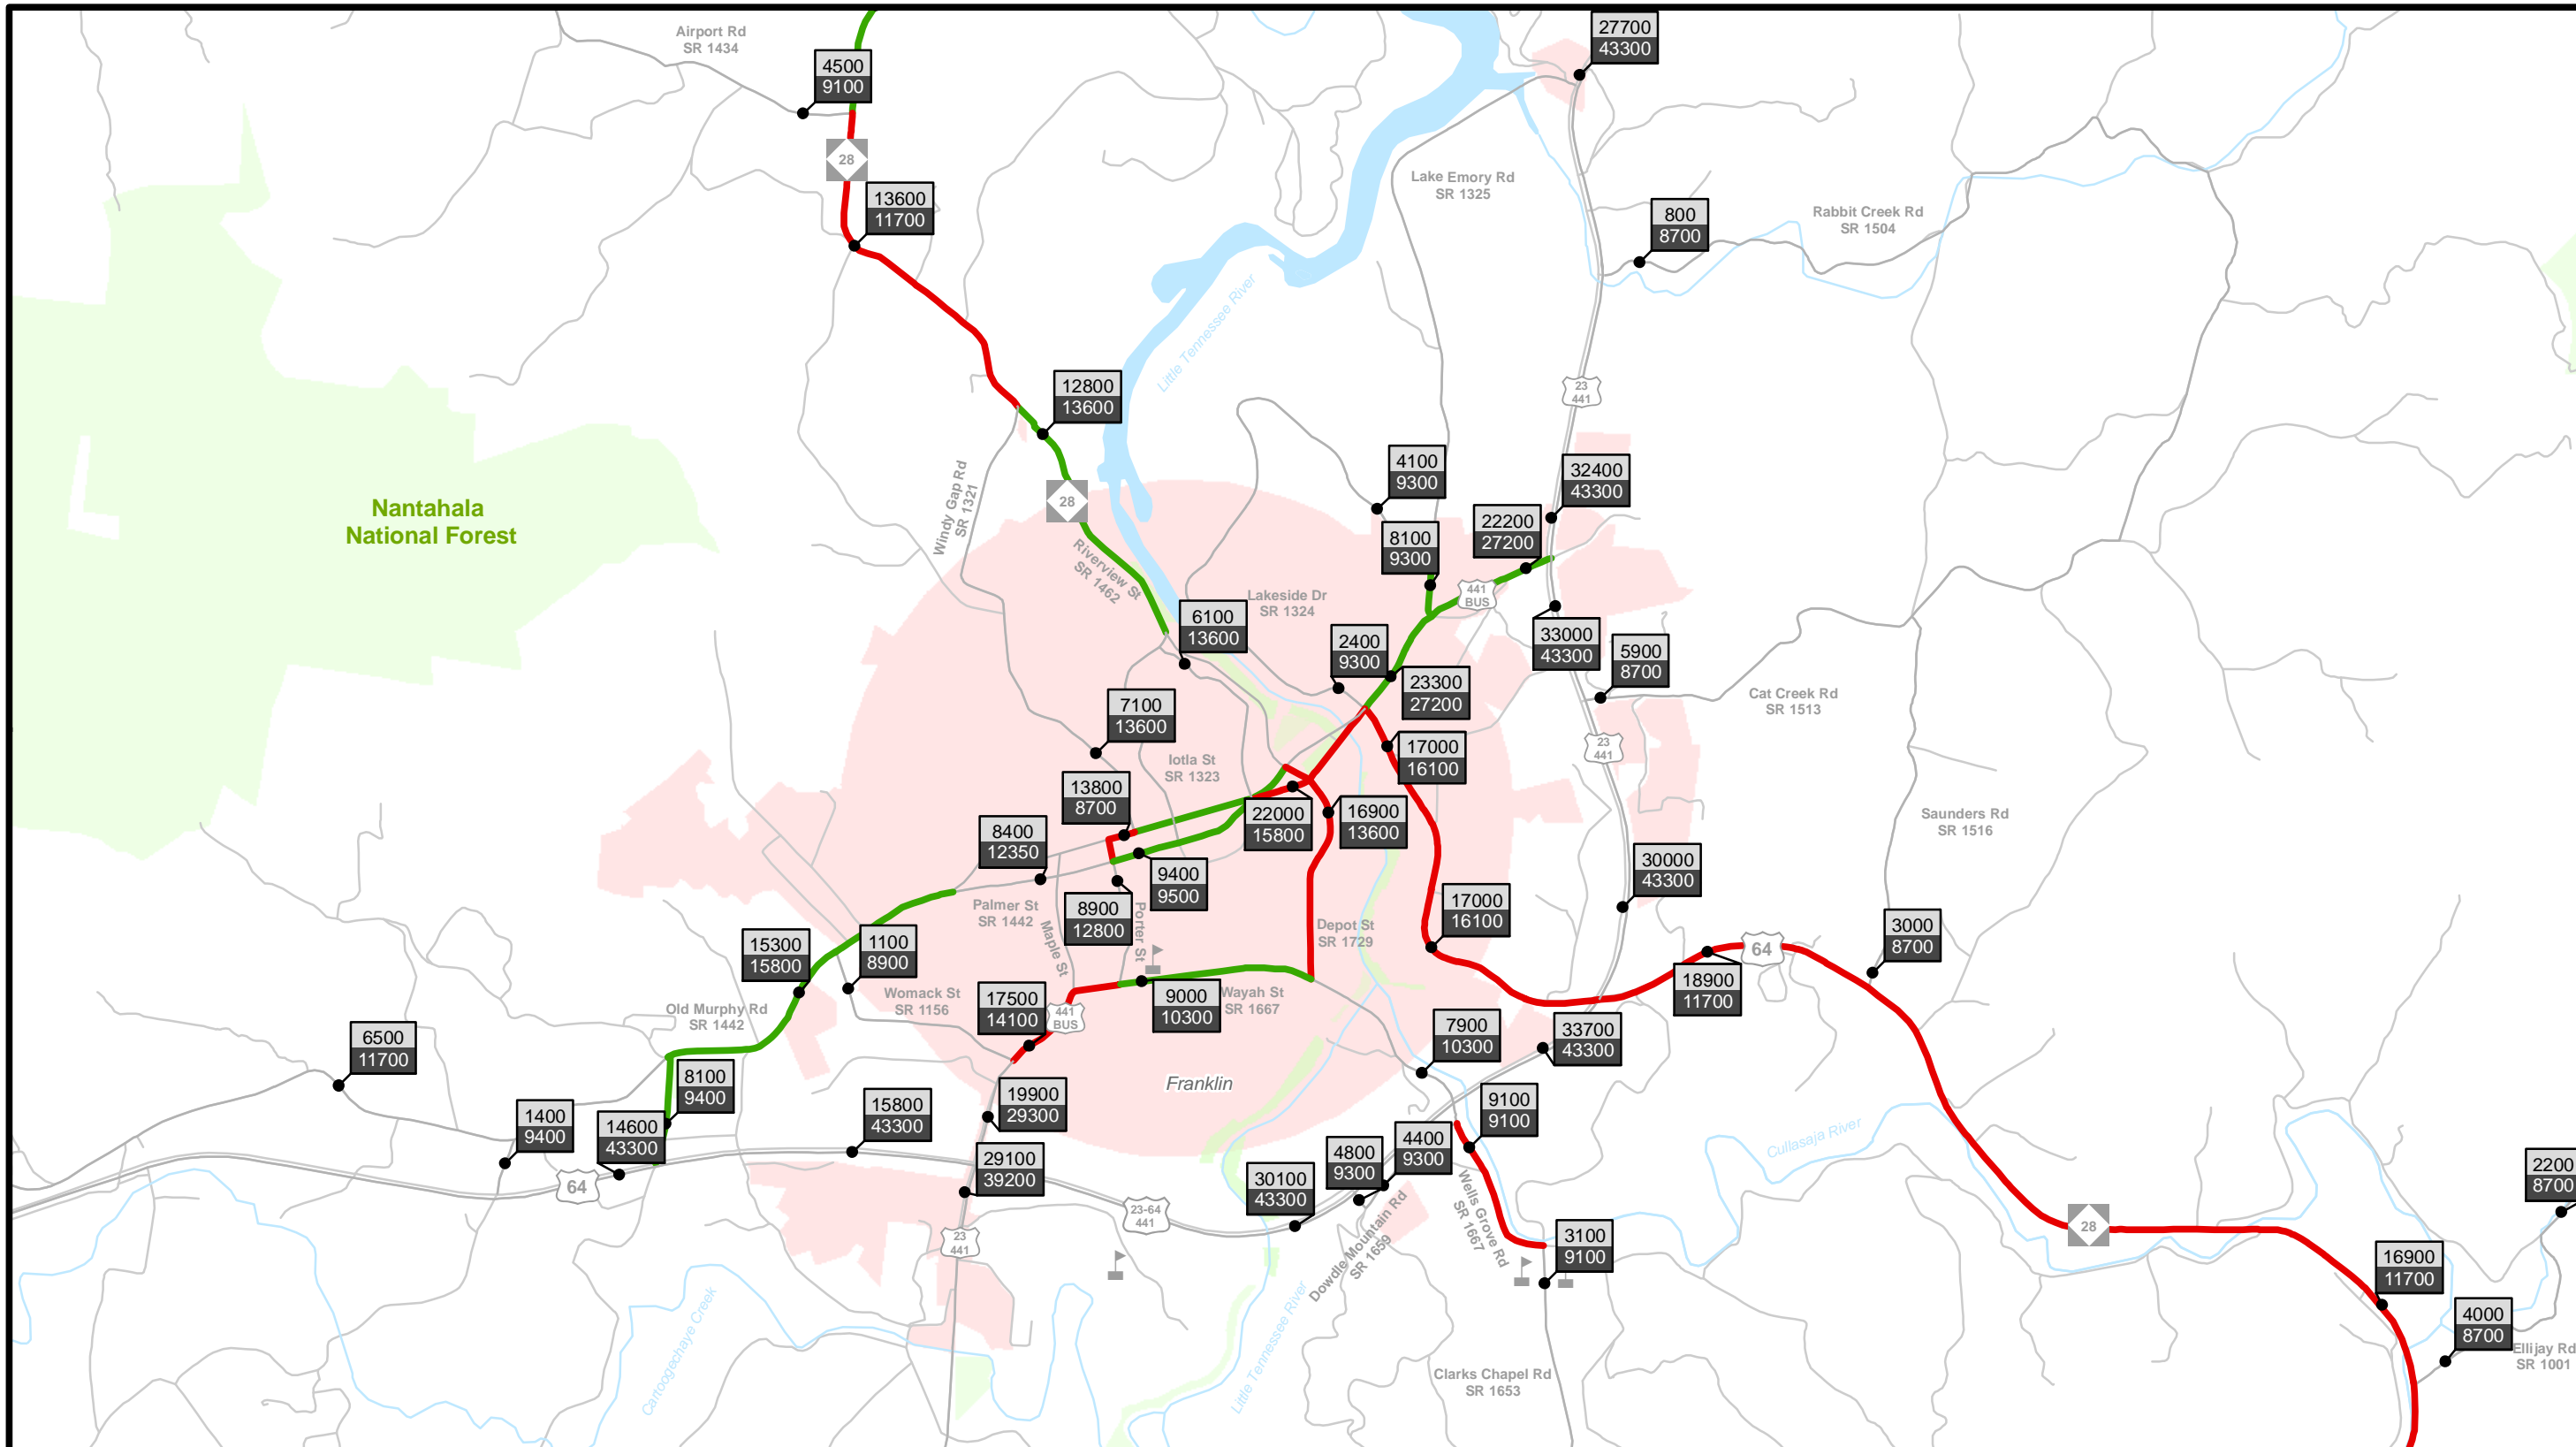 Airport Rd
SR 1434
4500
9100
27700
43300
28
13600
11700
Lake Emory Rd
SR 1325
800
8700
Rabbit Creek Rd
SR 1504
Little Tennessee River
12800
13600
23
441
Nantahala
National Forest
Windy Gap Rd
SR 1321
28
4100
9300
32400
43300
22200
27200
8100
9300
Riverview St
SR 1462
Lakeside Dr
SR 1324
441
BUS
6100
13600
2400
9300
33000
43300
5900
8700
23300
27200
Cat Creek Rd
SR 1513
7100
13600
17000
16100
23
441
Iotla St
SR 1323
13800
8700
22000
15800
16900
13600
Saunders Rd
SR 1516
8400
12350
9400
9500
30000
43300
Palmer St
SR 1442
8900
12800
Porter St
Maple St
Depot St
SR 1729
17000
16100
3000
8700
15300
15800
1100
8900
64
18900
11700
Old Murphy Rd
SR 1442
Womack St
SR 1156
17500
14100
441
BUS
9000
10300
Wayah St
SR 1667
7900
10300
33700
43300
6500
11700
8100
9400
Franklin
15800
43300
19900
29300
9100
9100
1400
9400
14600
43300
29100
39200
4800
9300
4400
9300
Cullasaja River
30100
43300
64
23-64
441
Wells Grove Rd
SR 1667
Dowdle Mountain Rd
SR 1659
2200
8700
23
441
3100
9100
28
16900
11700
4000
8700
Cartoogechaye Creek
Little Tennessee River
Clarks Chapel Rd
SR 1653
Ellijay Rd
SR 1001